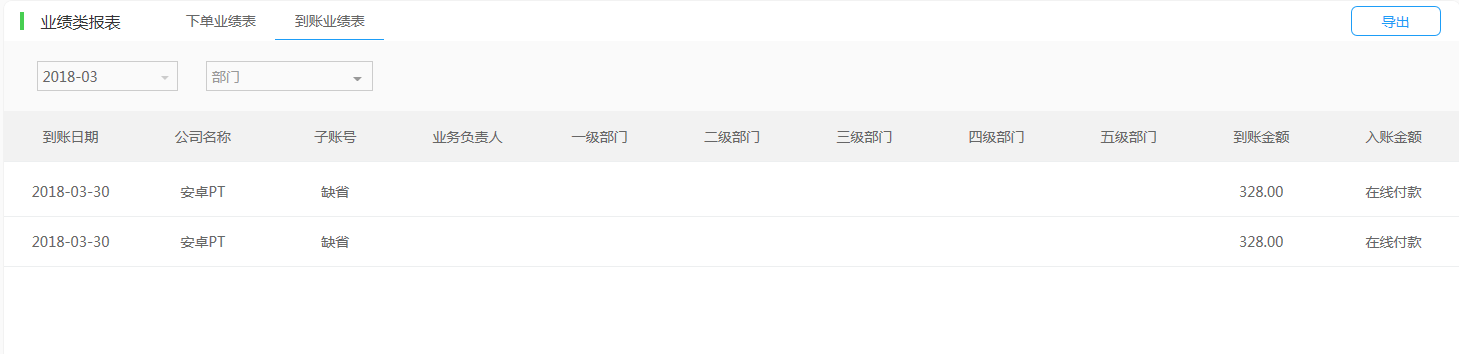 业绩类报表 下单业绩表 到账业绩表 导出
2018-03 部门
到账日期 公司名称 子账号 业务负责人 一级部门 二级部门 三级部门 四级部门 五级部门 到账金额 入账金额
2018-03-30 安卓PT 缺省 328.00 在线付款
2018-03-30 安卓PT 缺省 328.00 在线付款